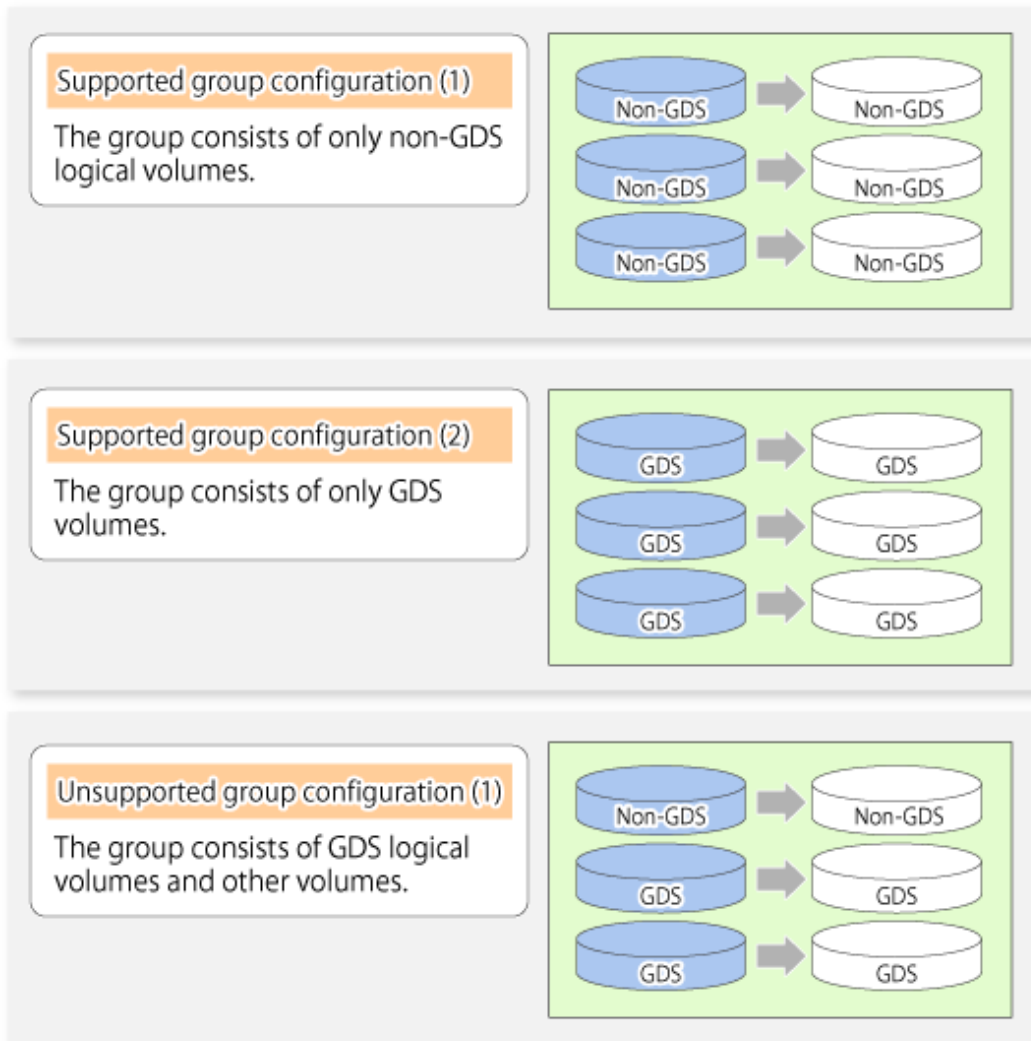 Supported group configuration (1)
The group consists of only non-GDS
logical volumes.
Non-GDS Non-GDS
Non-GDS Non-GDS
Non-GDS Non-GDS
Supported group configuration (2)
The group consists of only GDS
volumes.
GDS GDS
GDS GDS
GDS GDS
Unsupported group configuration (1)
The group consists of GDS logical
volumes and other volumes.
Non-GDS Non-GDS
GDS GDS
GDS GDS